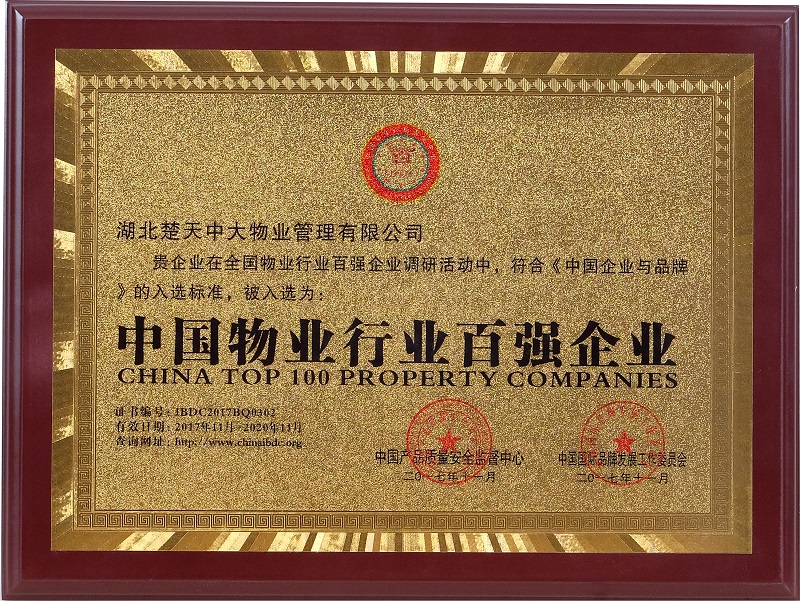 百
湖北楚天中大物业管理有限公司
贵企业在全国物业行业百强企业调研活动中，符合《中国企业与品牌
》的入选标准，被入选为：
中国物业行业百强企业
CHINA TOP 100 PROPERTY COMPANIES
证书编号：IBDC2017BQ0302
有效日期：2017年11月-2020年11月
查询网址：http://www.chinaibdc.org
中国产品质量安全监督中心
二〇一七年十一月
中国国际品牌发展工作委员会
二〇一七年十一月